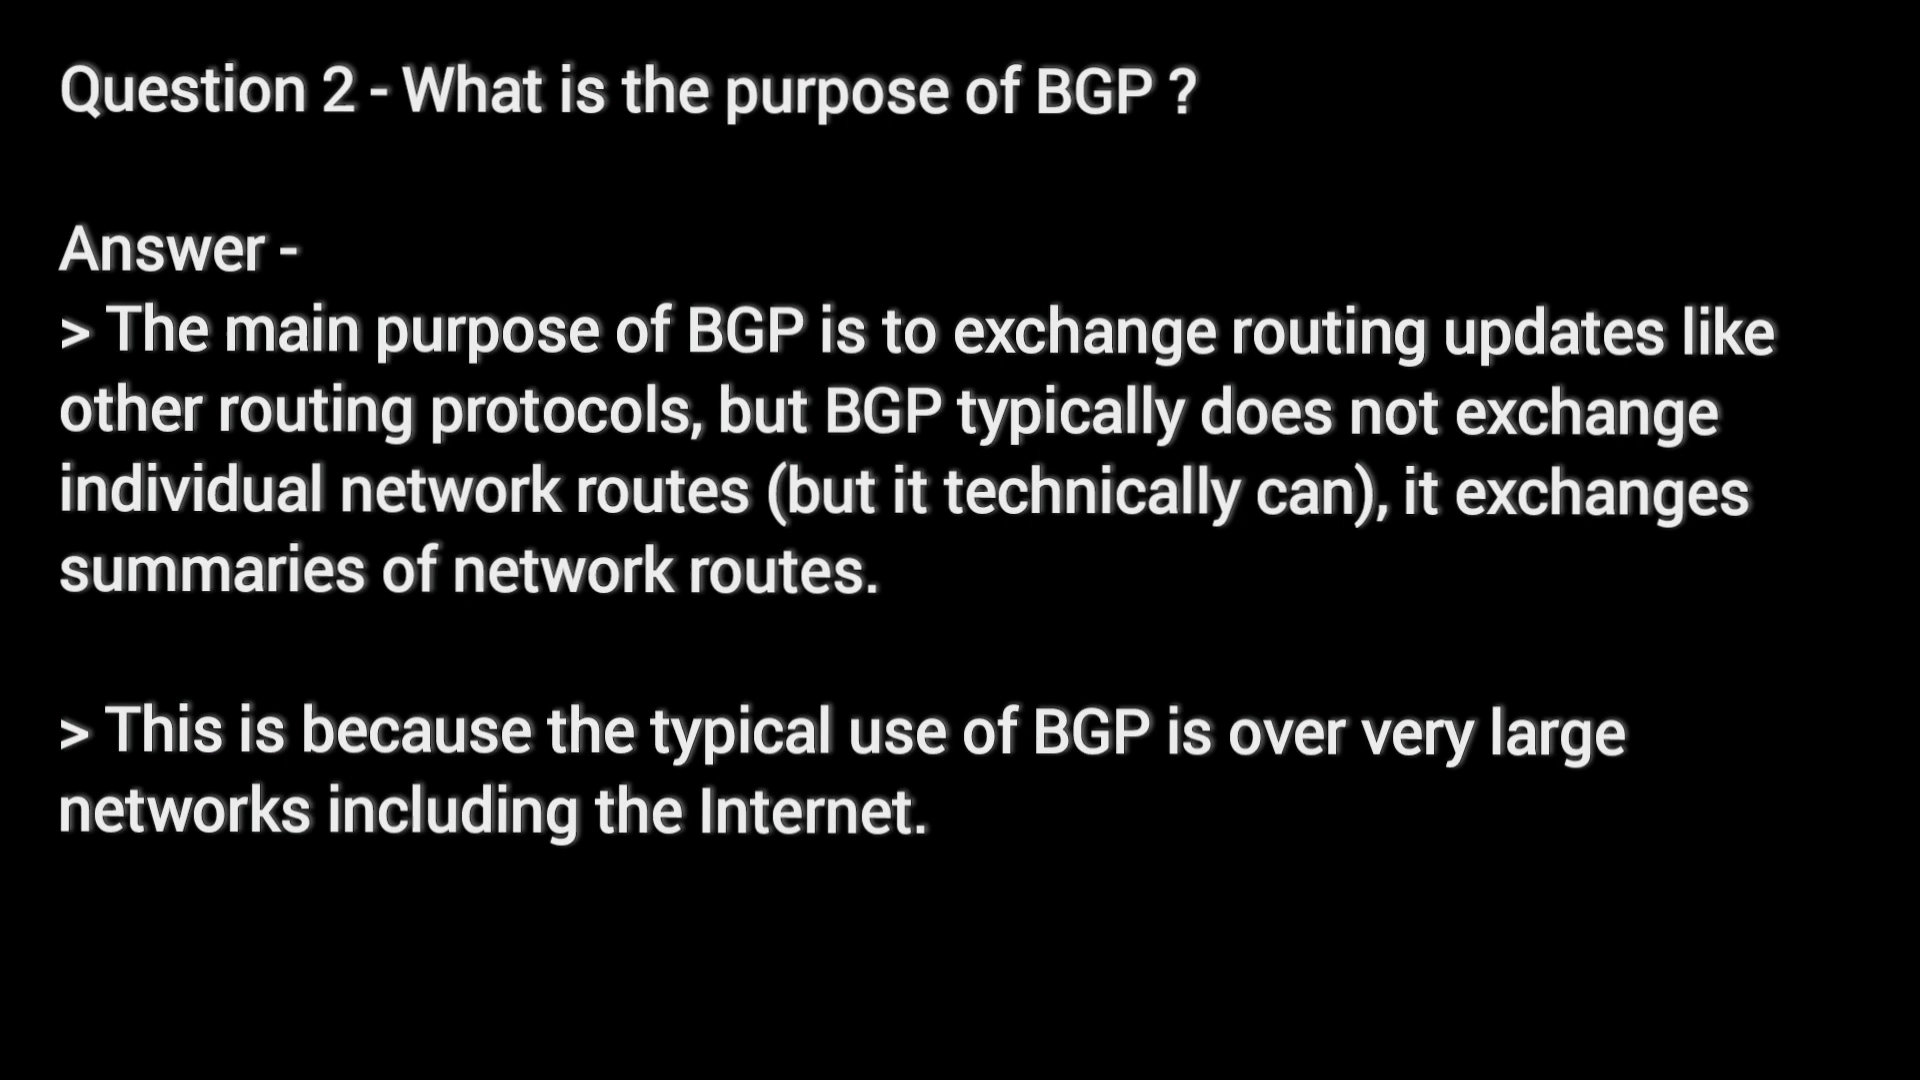 Question 2 - What is the purpose of BGP ?
Answer -
> The main purpose of BGP is to exchange routing updates like
other routing protocols, but BGP typically does not exchange
individual network routes (but it technically can), it exchanges
summaries of network routes.
> This is because the typical use of BGP is over very large
networks including the Internet.